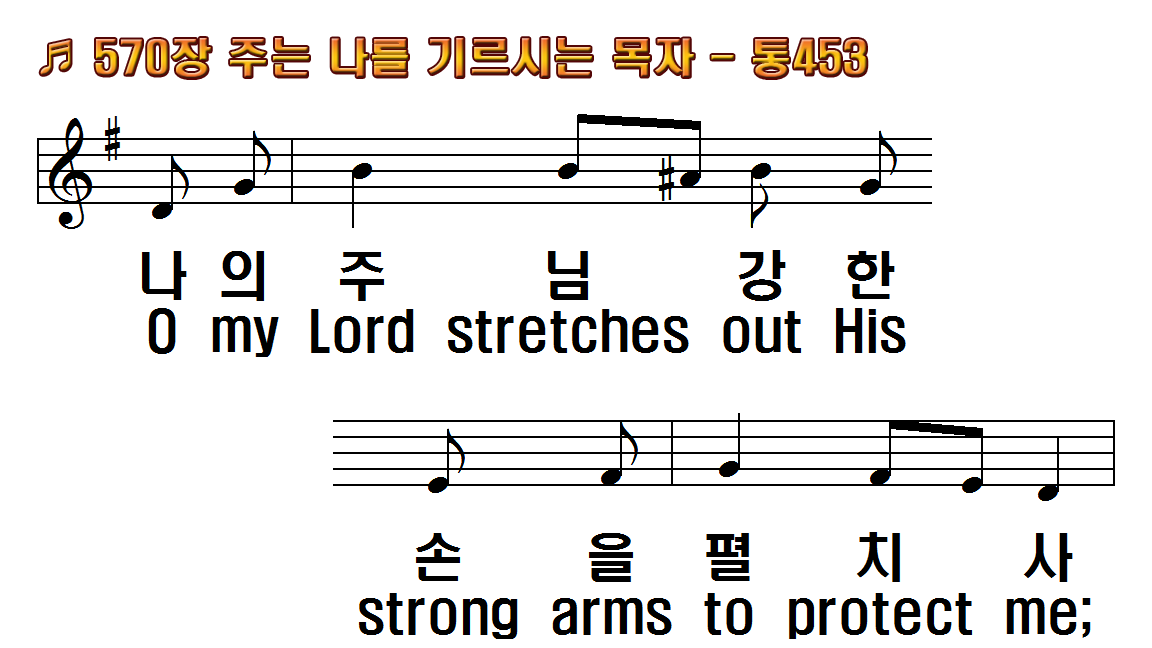 ♬ 570장 주는 나를 기르시는 목자 - 통453
나 의 주 님 강 한
O my Lord stretches out His
손 을 펼 치 사
strong arms to protect me;